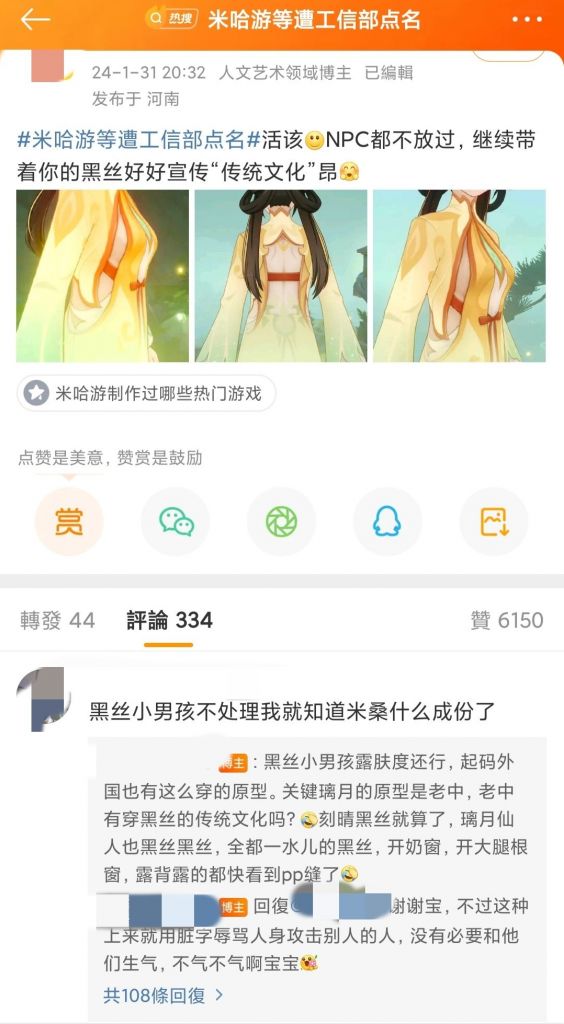 热搜 米哈游等遭工信部点名
24-1-31 20:32 人文艺术领域博主 已编辑
发布于 河南
#米哈游等遭工信部点名#活该🙂NPC都不放过，继续带
着你的黑丝好好宣传“传统文化”昂🤗
米哈游制作过哪些热门游戏
点赞是美意，赞赏是鼓励
赏
轉發 44 評論 334 贊 6150
黑丝小男孩不处理我就知道米桑什么成份了
博主：黑丝小男孩露肤度还行，起码外
国也有这么穿的原型。关键璃月的原型是老中，老中
有穿黑丝的传统文化吗？🤣刻晴黑丝就算了，璃月仙
人也黑丝黑丝，全都一水儿的黑丝，开奶窗，开大腿根
窗，露背露的都快看到pp缝了🤣
博主 回復 谢谢宝，不过这种
上来就用脏字辱骂人身攻击别人的人，没有必要和他
们生气，不气不气啊宝宝😘
共108條回復 >